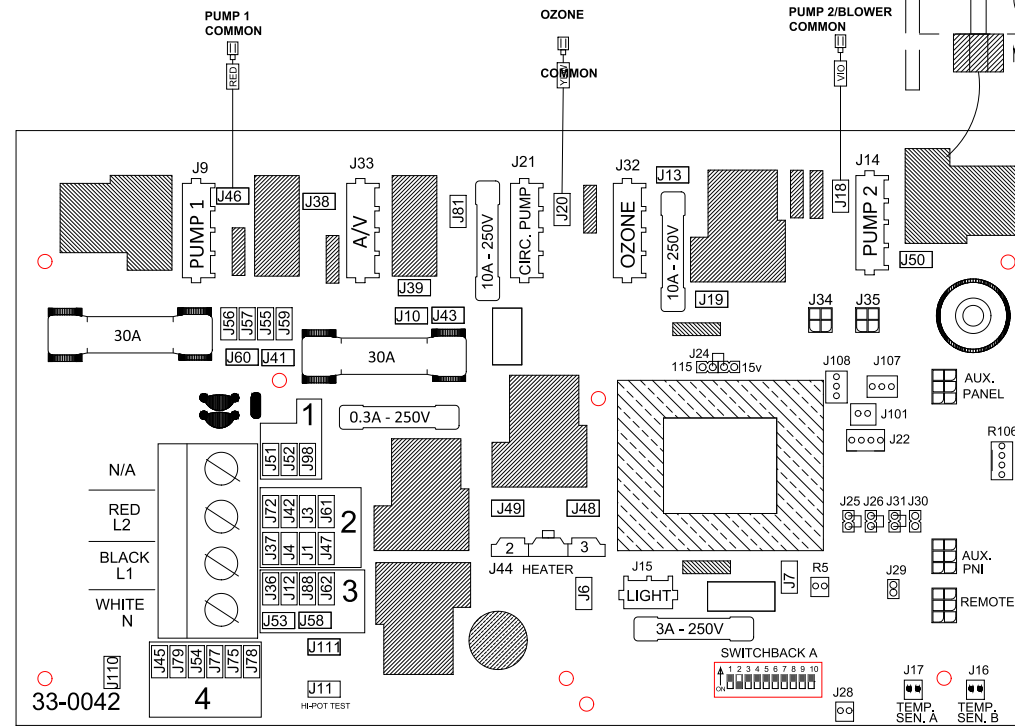 PUMP 1
COMMON
OZONE
COMMON
PUMP 2/BLOWER
COMMON
RED
VIO
J9
J33
J21
J32
J13
J14
J46
J38
J81
J20
J18
PUMP 1
A/V
CIRC. PUMP
OZONE
PUMP 2
10A - 250V
10A - 250V
J50
J39
J19
J34
J35
J10
J43
J56
J57
J55
J59
30A
30A
J60
J41
J24
115
15v
J108
J107
AUX.
PANEL
J101
J22
R106
0.3A - 250V
1
J51
J52
J98
N/A
RED
L2
BLACK
L1
WHITE
N
J72
J42
J3
J61
2
J37
J4
J1
J47
J36
J12
J88
J62
3
J53
J58
J49
J48
2
3
J44
HEATER
J6
J15
LIGHT
J7
R5
J25
J26
J31
J30
J29
AUX.
PNI
REMOTE
3A - 250V
J111
J110
J45
J79
J54
J77
J75
J78
4
J11
HI-POT TEST
33-0042
SWITCHBACK A
1 2 3 4 5 6 7 8 9 10
ON
J28
J17
TEMP.
SEN. A
J16
TEMP.
SEN. B